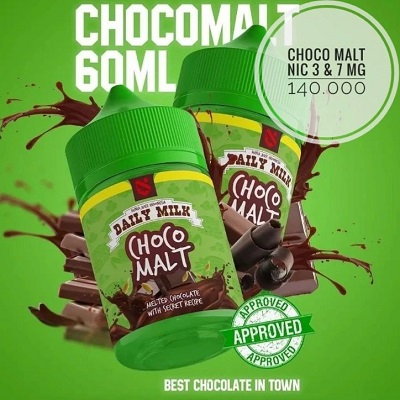 CHOCOMALT
60ML
CHOCO MALT
NIC 3 & 7 MG
140.000
DAILY MILK
CHOCO
MALT
MELTED CHOCOLATE
WITH SECRET RECIPE
DAILY MILK
CHOCO
MALT
APPROVED
APPROVED
APPROVED
BEST CHOCOLATE IN TOWN